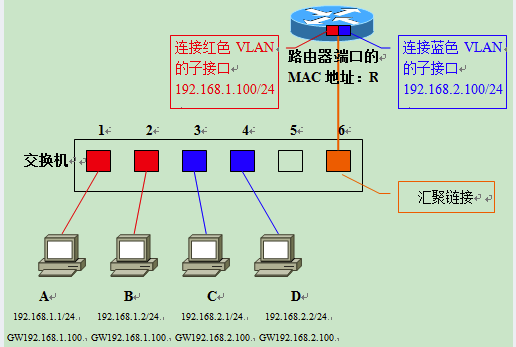 连接红色 VLAN
的子接口
192.168.1.100/24
路由器端口的
MAC 地址：R
连接蓝色 VLAN
的子接口
192.168.2.100/24
1 2 3 4 5 6
交换机
汇聚链接
A B C D
192.168.1.1/24 192.168.1.2/24 192.168.2.1/24 192.168.2.2/24
GW192.168.1.100 GW192.168.1.100 GW192.168.2.100 GW192.168.2.100